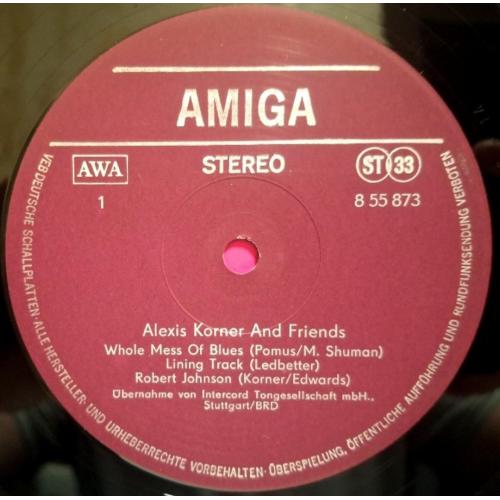 AMIGA
AWA
STEREO
ST 33
1
8 55 873
Alexis Korner And Friends
Whole Mess Of Blues (Pomus/M. Shuman)
Lining Track (Ledbetter)
Robert Johnson (Korner/Edwards)
Übernahme von Intercord Tongesellschaft mbH.,
Stuttgart/BRD
VEB DEUTSCHE SCHALLPLATTEN · ALLE HERSTELLER- UND URHEBERRECHTE VORBEHALTEN · ÜBERSPIELUNG, ÖFFENTLICHE AUFFÜHRUNG UND RUNDFUNKSENDUNG VERBOTEN